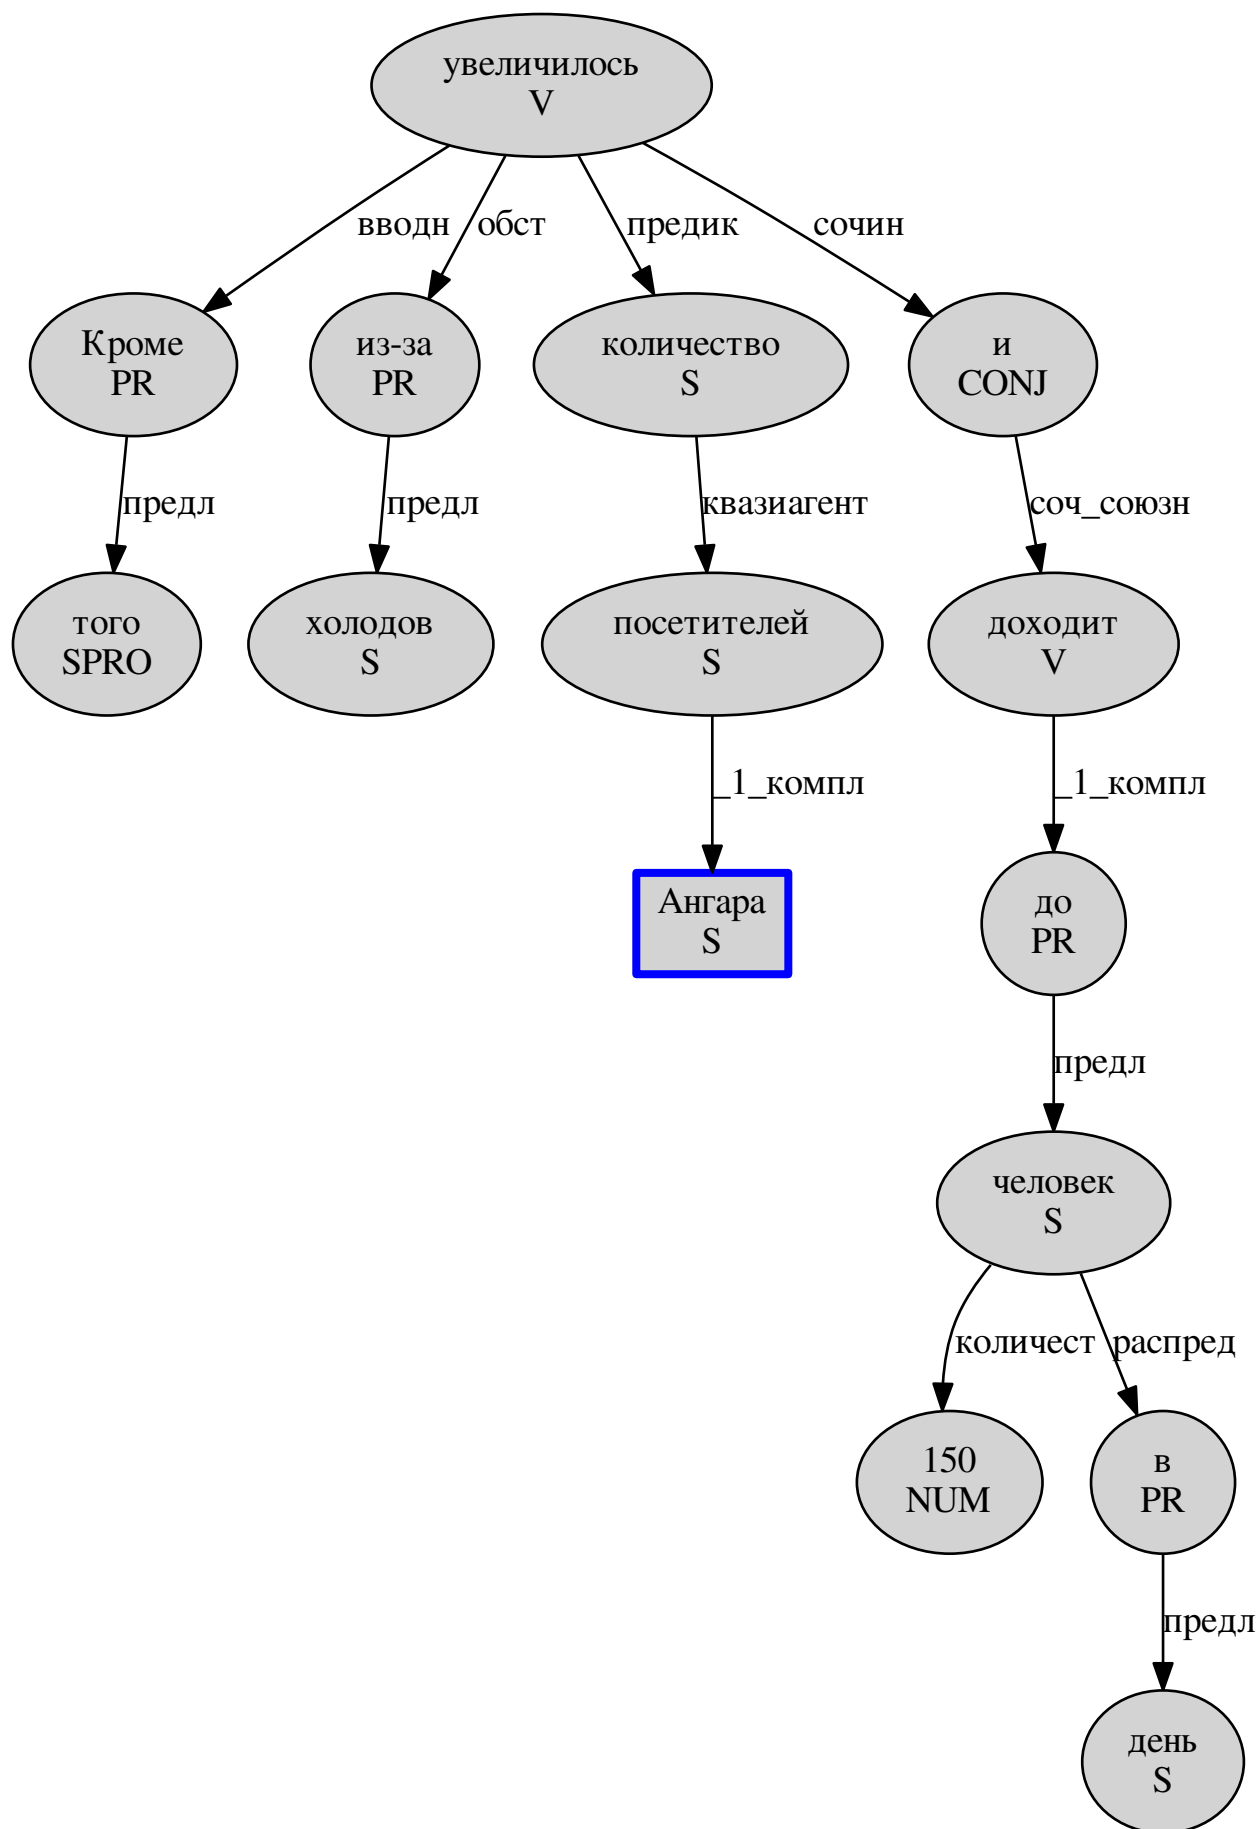 увеличилось
V
вводн
обст
предик
сочин
Кроме
PR
из-за
PR
количество
S
и
CONJ
предл
предл
квазиагент
соч_союзн
того
SPRO
холодов
S
посетителей
S
доходит
V
_1_компл
_1_компл
Ангара
S
до
PR
предл
человек
S
количест
распред
150
NUM
в
PR
предл
день
S